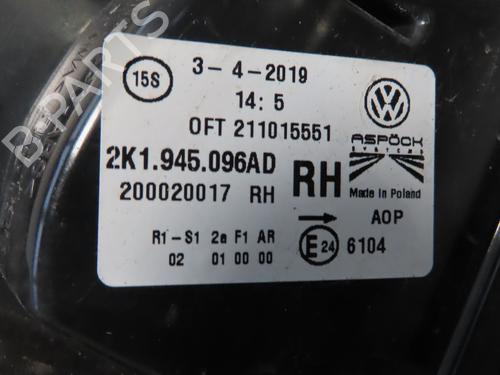 B-PARTS
15S
3-4-2019
14:5
OFT 211015551
2K1.945.096AD
200020017 RH
RH
ASPÖCK
SYSTEMS
Made in Poland
AOP
R1-S1 2a F1 AR
02 01 00 00
E24 6104